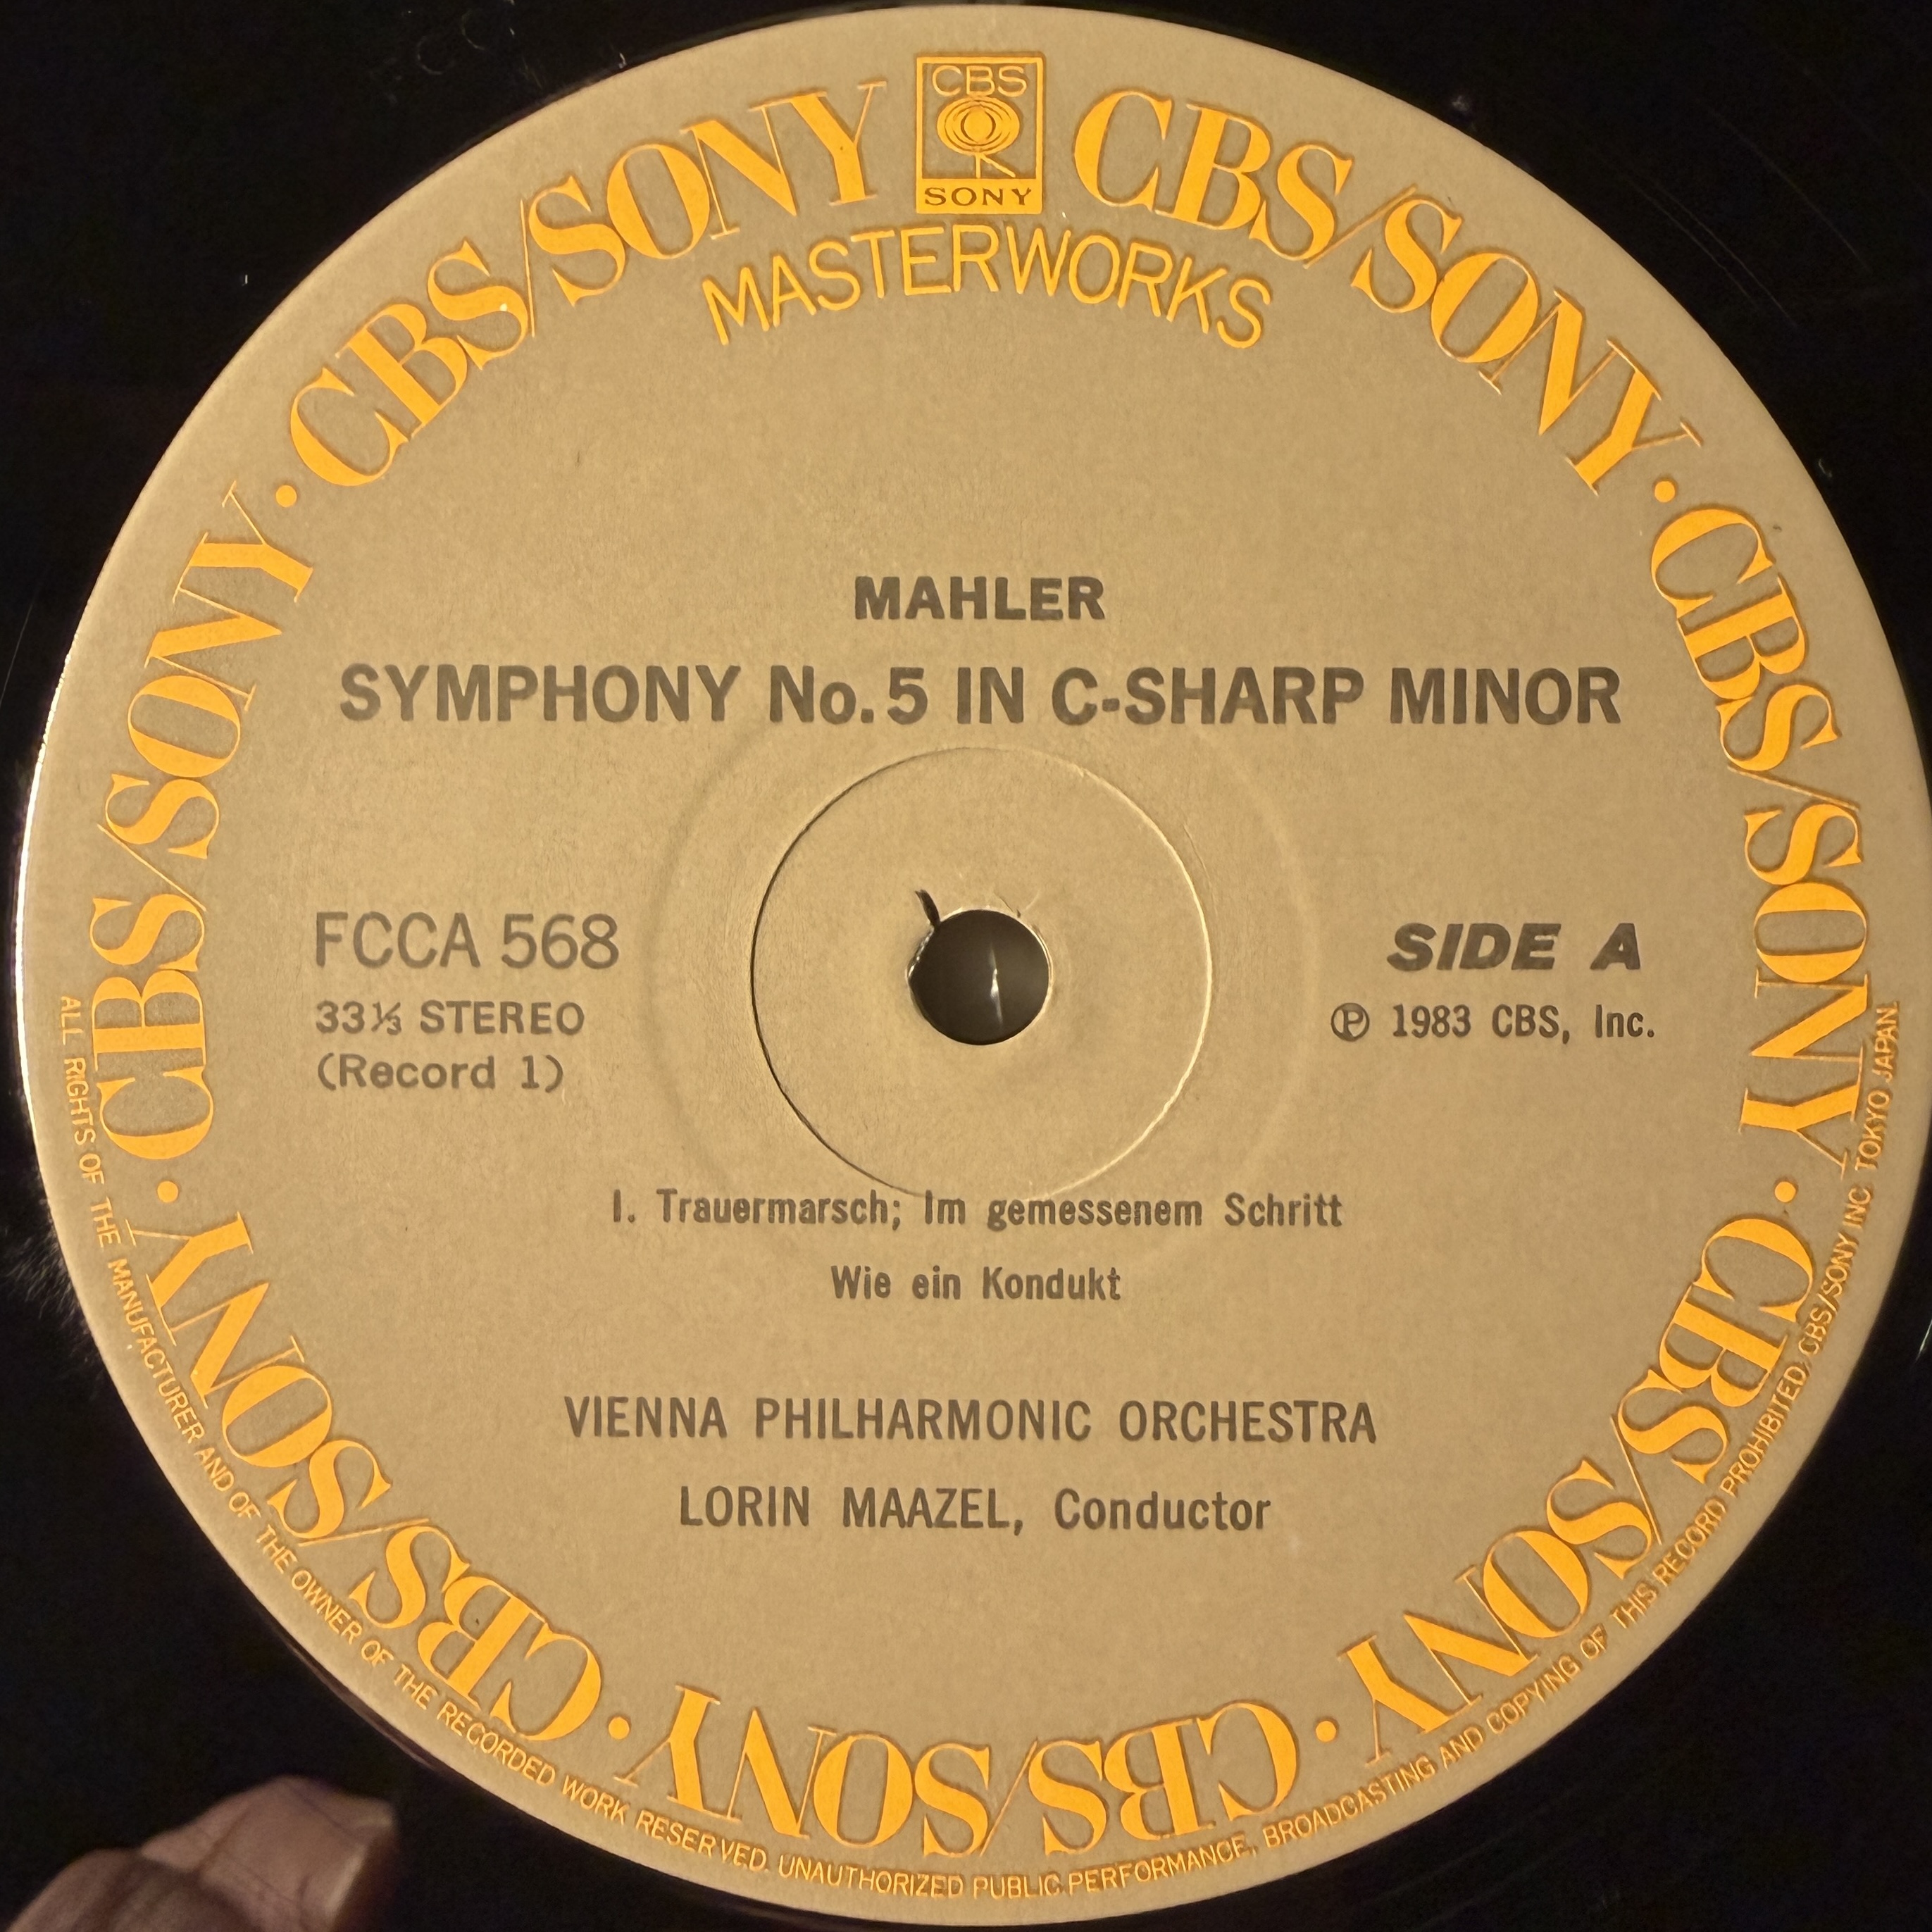 CBS
SONY
CBS/SONY · CBS/SONY · CBS/SONY · CBS/SONY · CBS/SONY · CBS/SONY · CBS/SONY
MASTERWORKS
MAHLER
SYMPHONY No. 5 IN C-SHARP MINOR
FCCA 568
33⅓ STEREO
(Record 1)
SIDE A
Ⓟ 1983 CBS, Inc.
I. Trauermarsch; Im gemessenem Schritt
Wie ein Kondukt
VIENNA PHILHARMONIC ORCHESTRA
LORIN MAAZEL, Conductor
ALL RIGHTS OF THE MANUFACTURER AND OF THE OWNER OF THE RECORDED WORK RESERVED. UNAUTHORIZED PUBLIC PERFORMANCE, BROADCASTING AND COPYING OF THIS RECORD PROHIBITED, CBS/SONY INC. TOKYO JAPAN